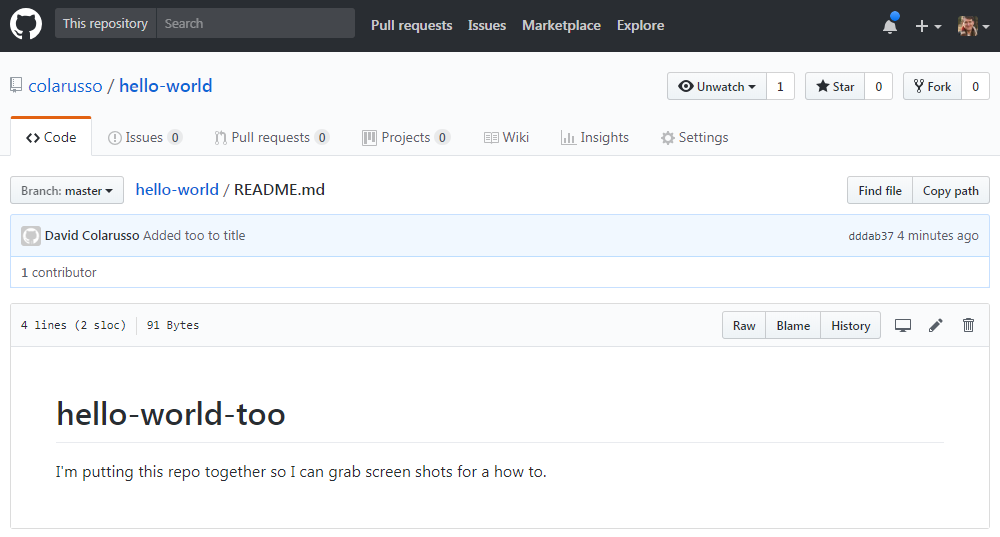 This repository Search Pull requests Issues Marketplace Explore
colarusso / hello-world Unwatch 1 Star 0 Fork 0
Code Issues 0 Pull requests 0 Projects 0 Wiki Insights Settings
Branch: master hello-world / README.md Find file Copy path
David Colarusso Added too to title dddab37 4 minutes ago
1 contributor
4 lines (2 sloc) 91 Bytes Raw Blame History
hello-world-too
I'm putting this repo together so I can grab screen shots for a how to.